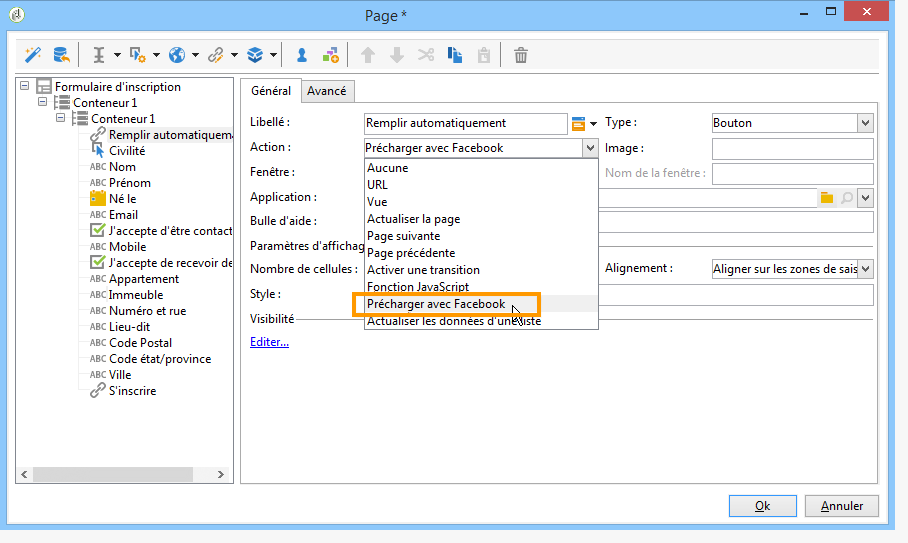 Page *
Formulaire d'inscription
Conteneur 1
Conteneur 1
Remplir automatiquem
Civilité
ABC Nom
ABC Prénom
Né le
ABC Email
J'accepte d'être contact
ABC Mobile
J'accepte de recevoir de
ABC Appartement
ABC Immeuble
ABC Numéro et rue
ABC Lieu-dit
ABC Code Postal
ABC Code état/province
ABC Ville
S'inscrire
Général Avancé
Libellé : Remplir automatiquement Type : Bouton
Action : Précharger avec Facebook Image :
Fenêtre : Nom de la fenêtre :
Application :
Bulle d'aide :
Paramètres d'affichag
Nombre de cellules : Alignement : Aligner sur les zones de sais
Style :
Visibilité
Editer...
Aucune
URL
Vue
Actualiser la page
Page suivante
Page précédente
Activer une transition
Fonction JavaScript
Précharger avec Facebook
Actualiser les données d'une liste
Ok Annuler